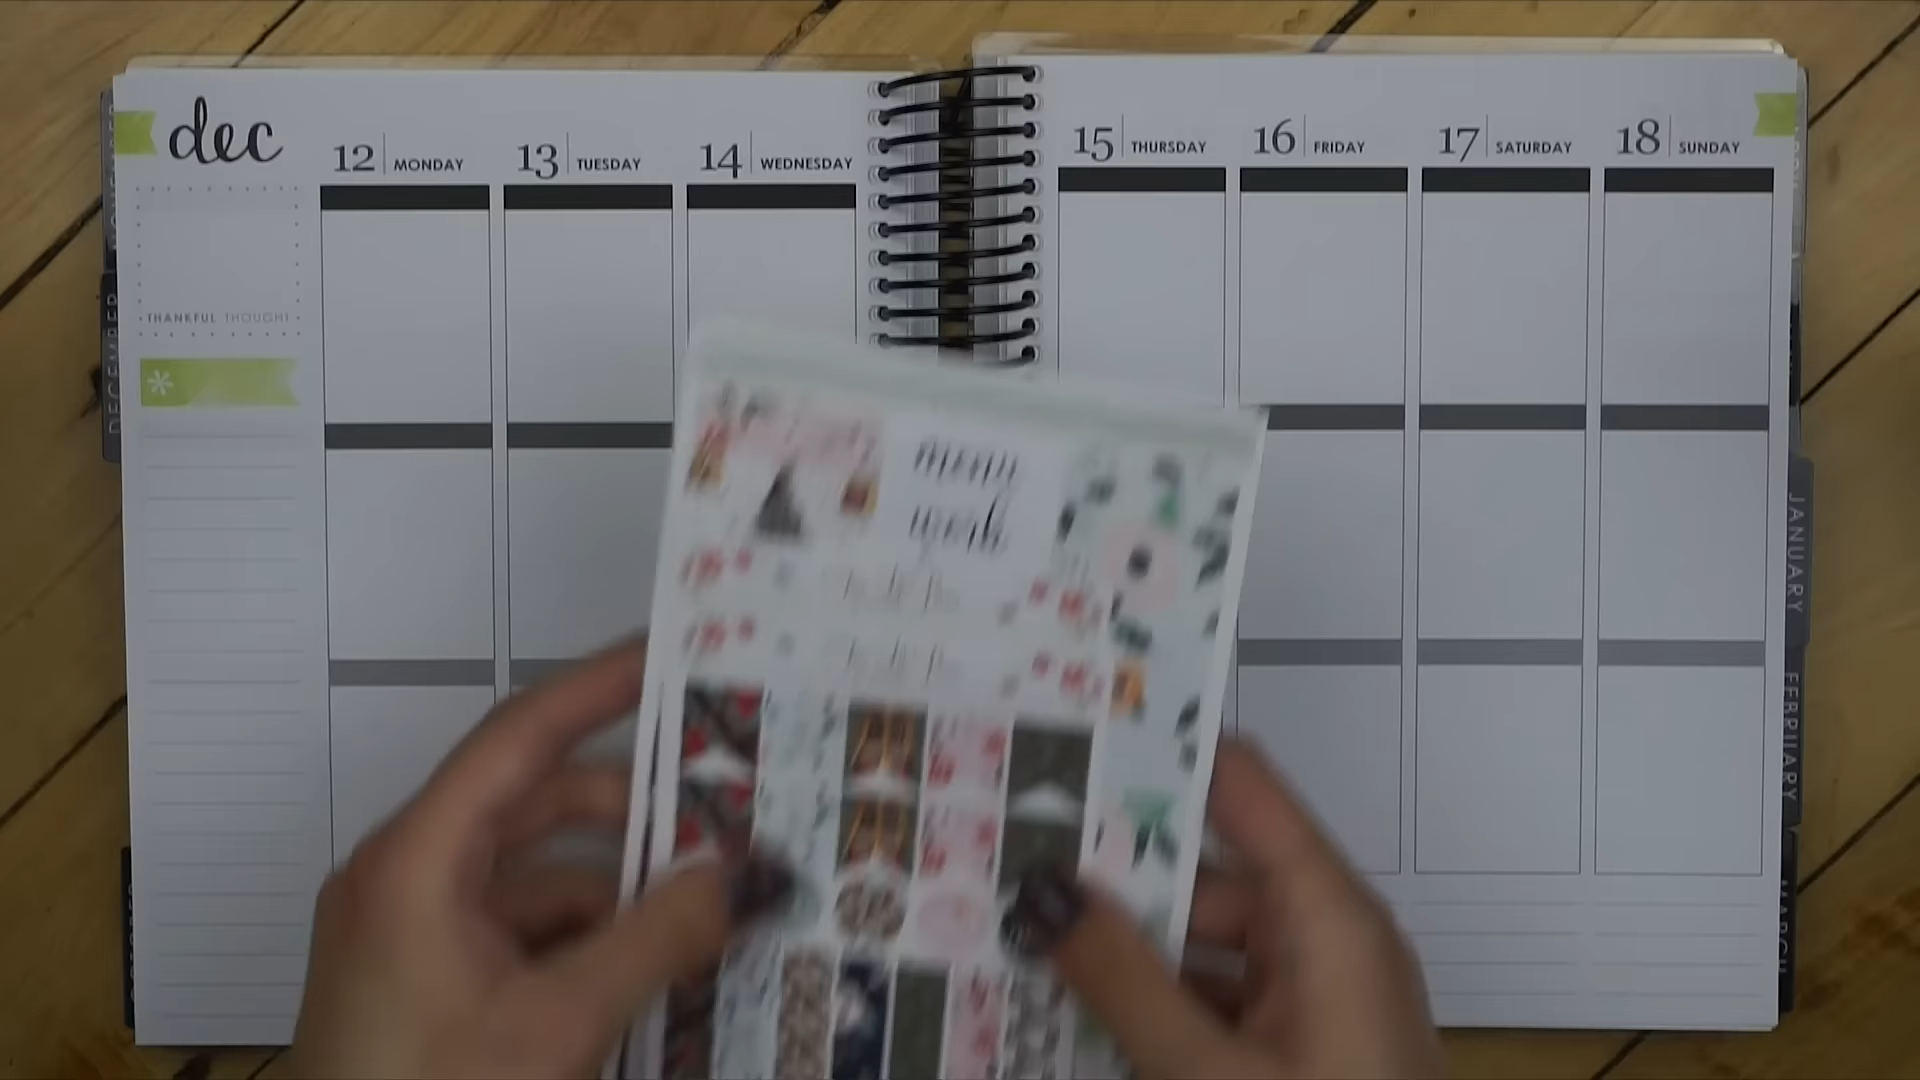 dec
12 MONDAY
13 TUESDAY
14 WEDNESDAY
15 THURSDAY
16 FRIDAY
17 SATURDAY
18 SUNDAY
THANKFUL THOUGHT
DECEMBER
JANUARY
FEBRUARY
MARCH